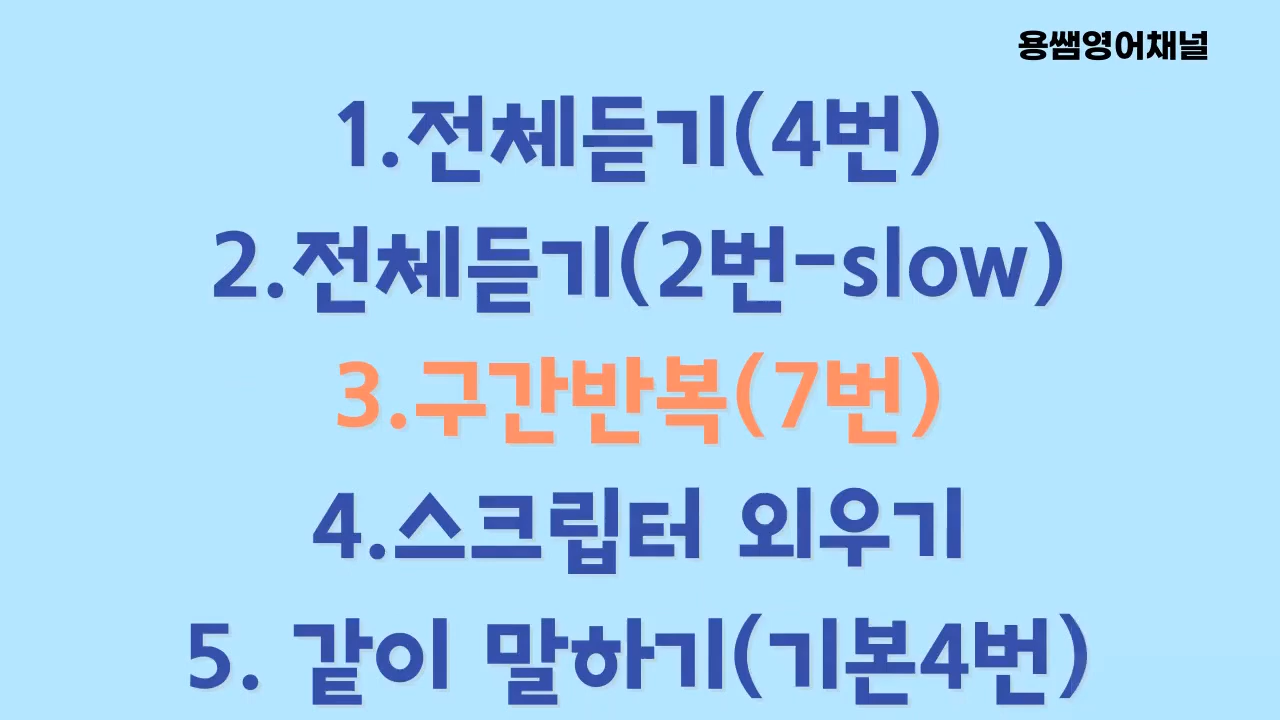 용쌤영어채널
1.전체듣기(4번)
2.전체듣기(2번-slow)
3.구간반복(7번)
4.스크립터 외우기
5. 같이 말하기(기본4번)